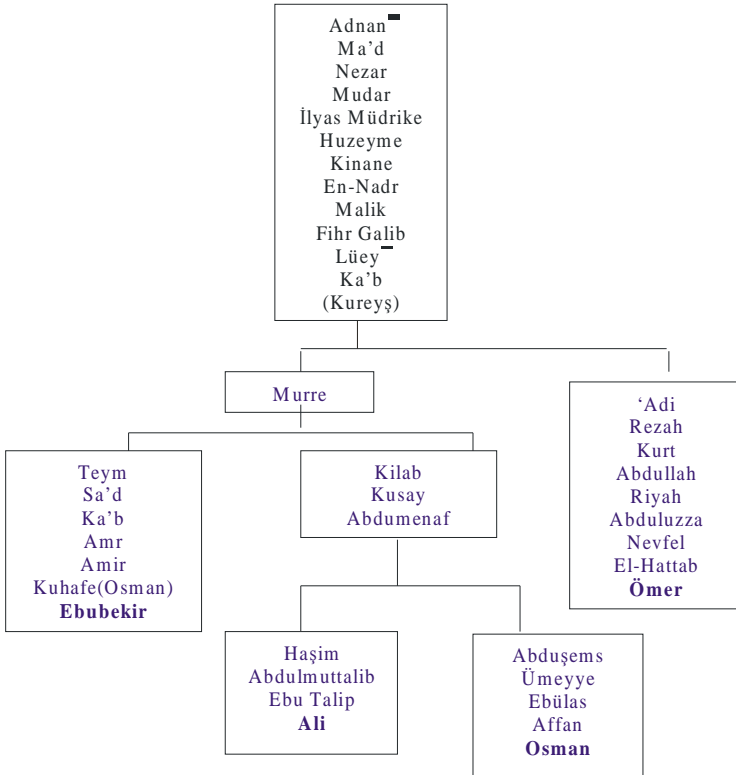 Adnan
Ma’d
Nezar
Mudar
İlyas Müdrike
Huzeyme
Kinane
En-Nadr
Malik
Fihr Galib
Lüey
Ka’b
(Kureyş)
Murre
Teym
Sa’d
Ka’b
Amr
Amir
Kuhafe(Osman)
Ebubekir
Kilab
Kusay
Abdumenaf
‘Adi
Rezah
Kurt
Abdullah
Riyah
Abduluzza
Nevfel
El-Hattab
Ömer
Haşim
Abdulmuttalib
Ebu Talip
Ali
Abduşems
Ümeyye
Ebülas
Affan
Osman